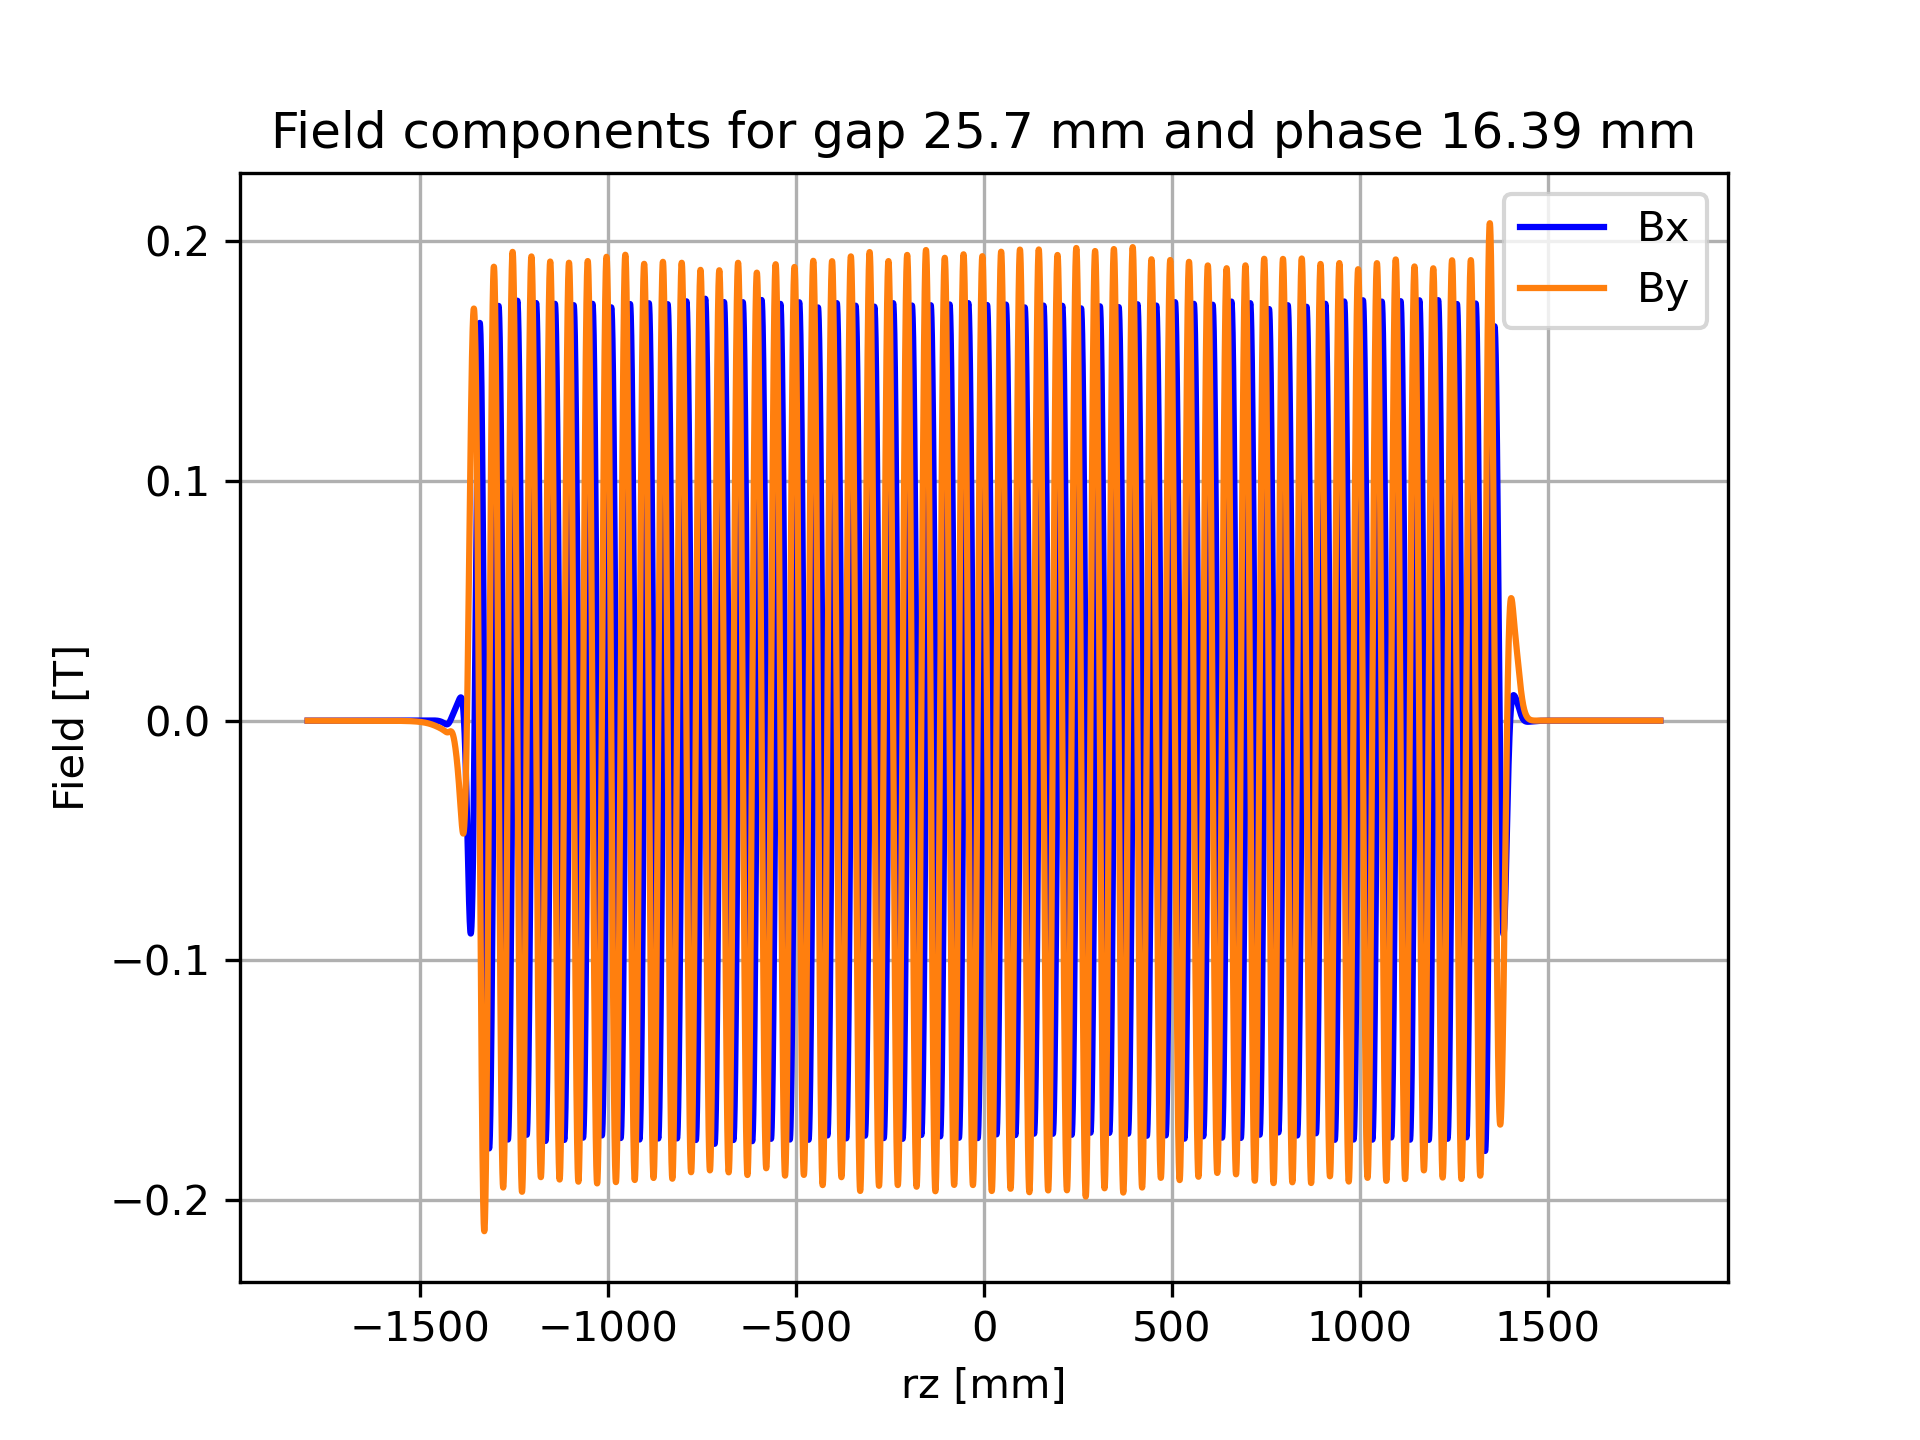 Field components for gap 25.7 mm and phase 16.39 mm
Bx
By
0.2
0.1
0.0
−0.1
−0.2
Field [T]
−1500
−1000
−500
0
500
1000
1500
rz [mm]